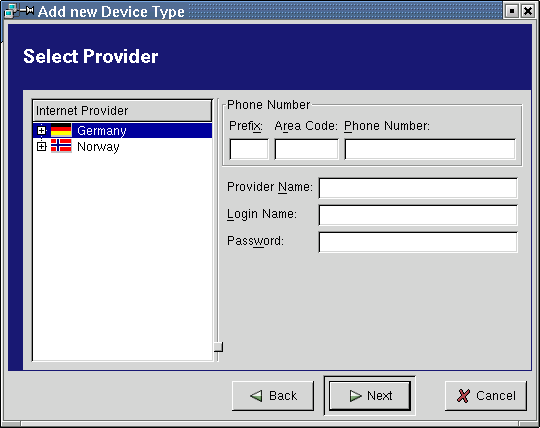 Add new Device Type
Select Provider
Internet Provider
Germany
Norway
Phone Number
Prefix: Area Code: Phone Number:
Provider Name:
Login Name:
Password:
Back Next Cancel